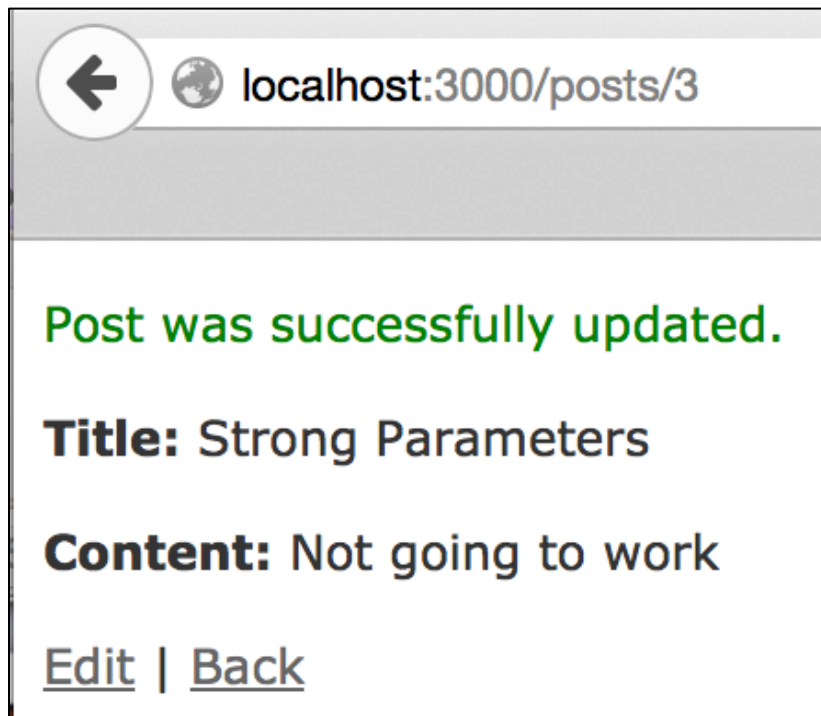 localhost:3000/posts/3
Post was successfully updated.
Title: Strong Parameters
Content: Not going to work
Edit | Back